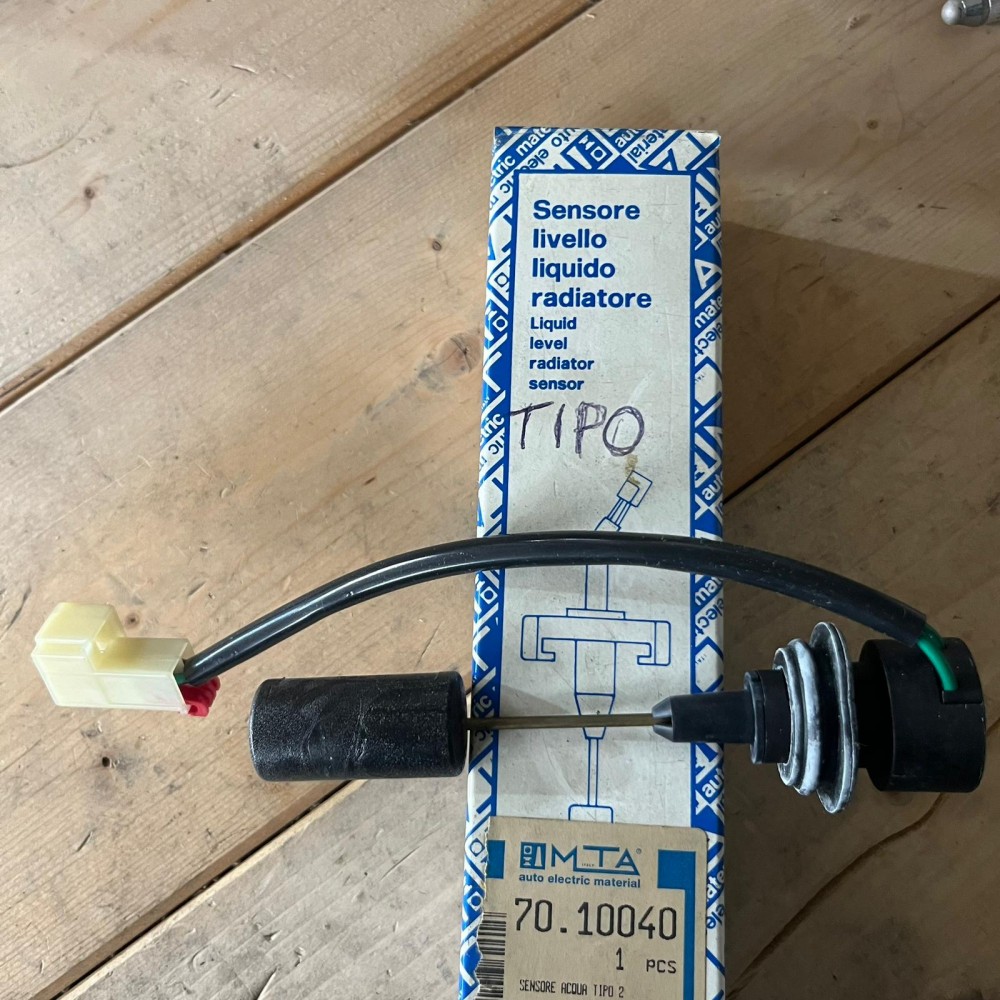 Sensore
livello
liquido
radiatore
Liquid
level
radiator
sensor
TIPO
MTA
auto electric material
70.10040
1 PCS
SENSORE ACQUA TIPO 2